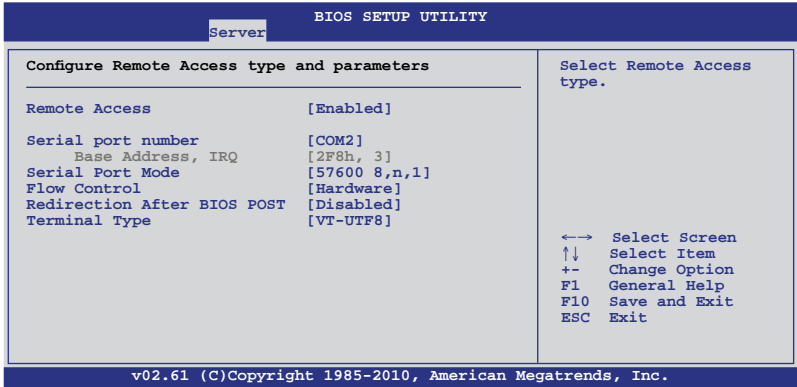 BIOS SETUP UTILITY
Server
Configure Remote Access type and parameters
Remote Access [Enabled]
Serial port number [COM2]
Base Address, IRQ [2F8h, 3]
Serial Port Mode [57600 8,n,1]
Flow Control [Hardware]
Redirection After BIOS POST [Disabled]
Terminal Type [VT-UTF8]
Select Remote Access
type.
←→ Select Screen
↑↓ Select Item
+- Change Option
F1 General Help
F10 Save and Exit
ESC Exit
v02.61 (C)Copyright 1985-2010, American Megatrends, Inc.